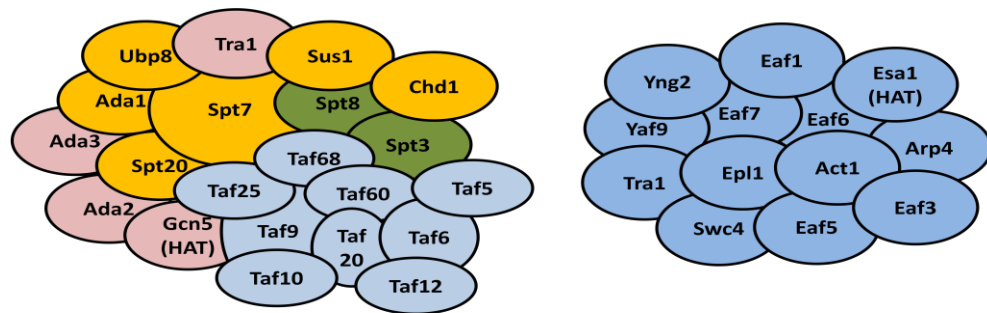 Ubp8
Tra1
Sus1
Chd1
Ada1
Spt7
Spt8
Ada3
Spt20
Taf68
Spt3
Taf25
Taf60
Taf5
Ada2
Gcn5
(HAT)
Taf9
Taf
20
Taf6
Taf10
Taf12
Yng2
Eaf1
Esa1
(HAT)
Yaf9
Eaf7
Eaf6
Arp4
Tra1
Epl1
Act1
Eaf3
Swc4
Eaf5